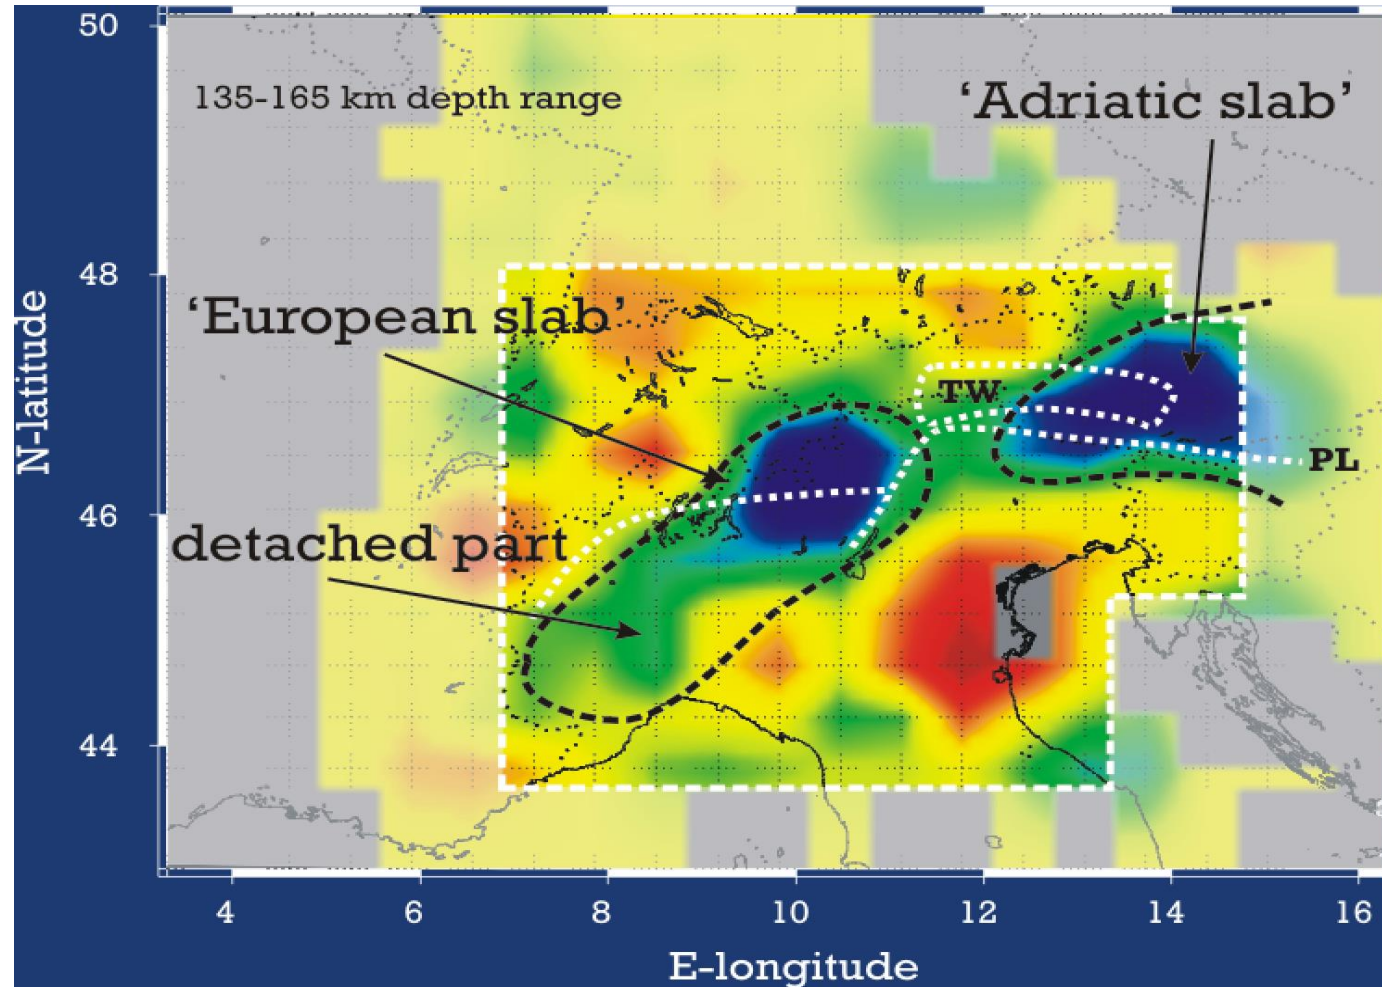 50
135-165 km depth range
‘Adriatic slab’
48
‘European slab’
TW
PL
46
detached part
44
N-latitude
4 6 8 10 12 14 16
E-longitude